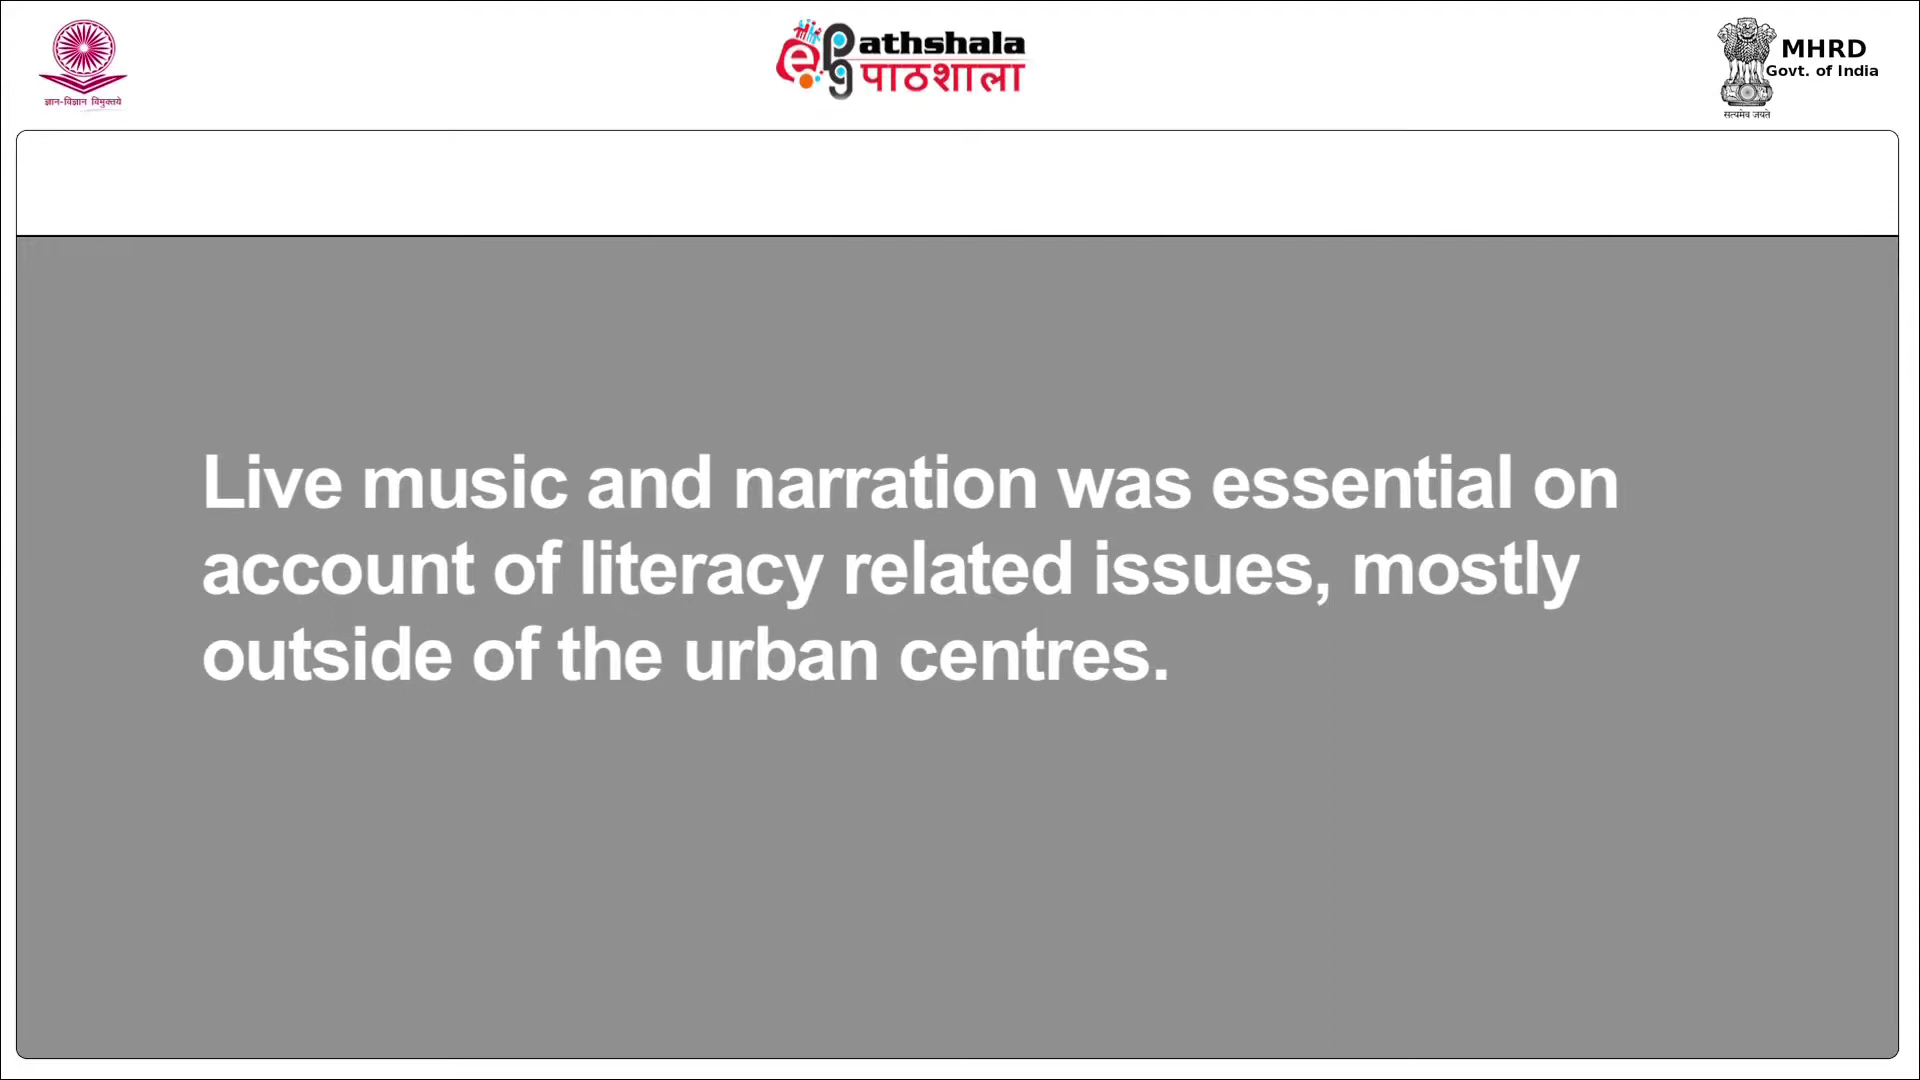 ज्ञान-विज्ञान विमुक्तये
ePG athshala
पाठशाला
MHRD
Govt. of India
सत्यमेव जयते
Live music and narration was essential on
account of literacy related issues, mostly
outside of the urban centres.